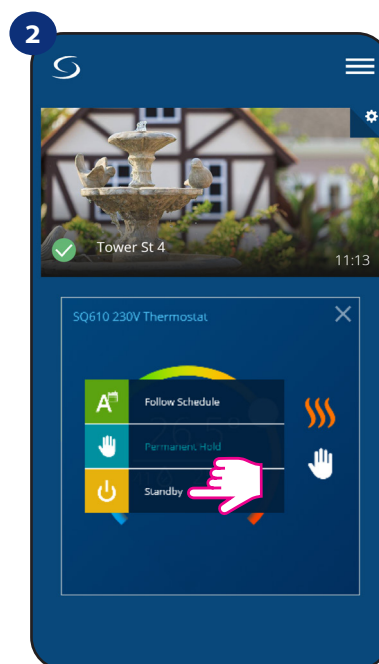 2
Tower St 4
11:13
SQ610 230V Thermostat
Follow Schedule
Permanent Hold
Standby